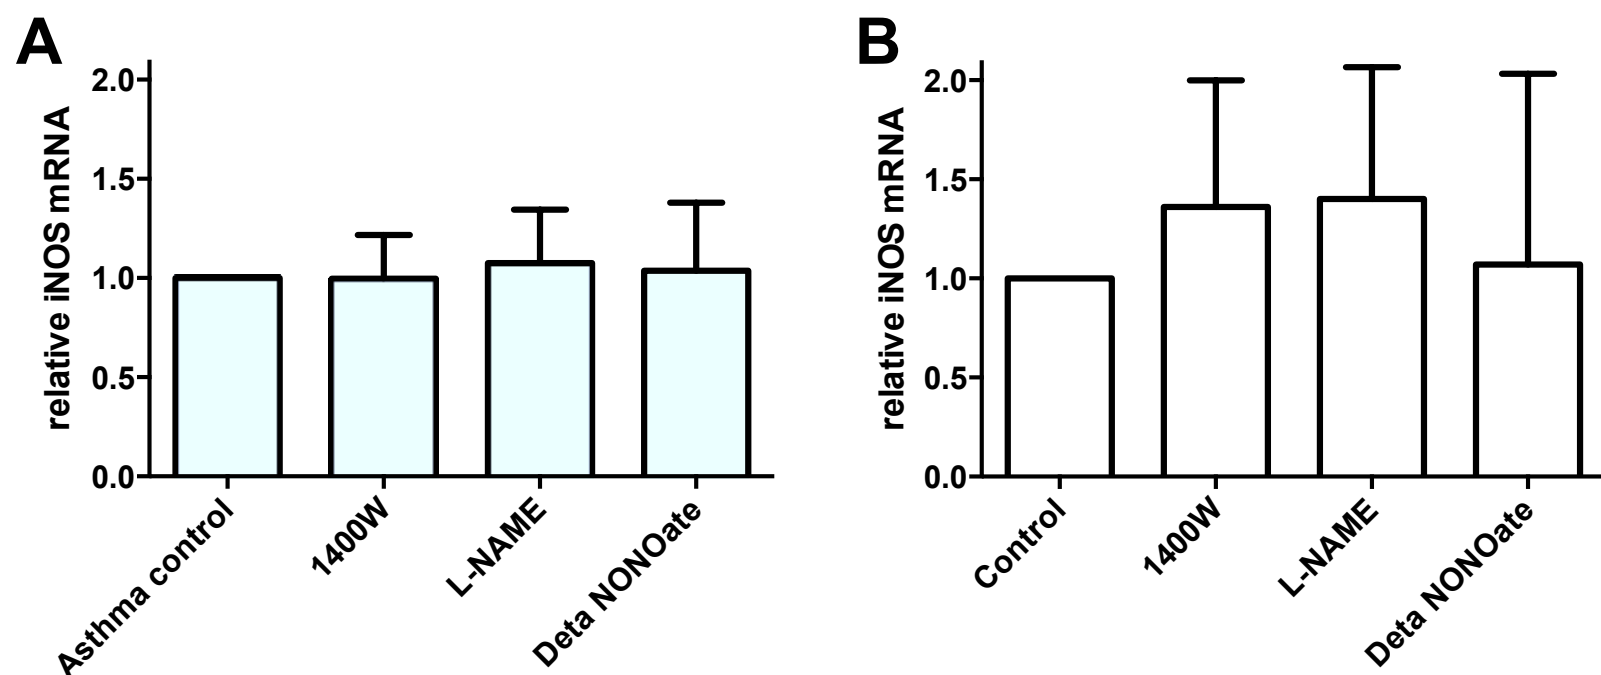 A
relative iNOS mRNA
2.0
1.5
1.0
0.5
0.0
Asthma control
1400W
L-NAME
Deta NONOate
B
relative iNOS mRNA
2.0
1.5
1.0
0.5
0.0
Control
1400W
L-NAME
Deta NONOate